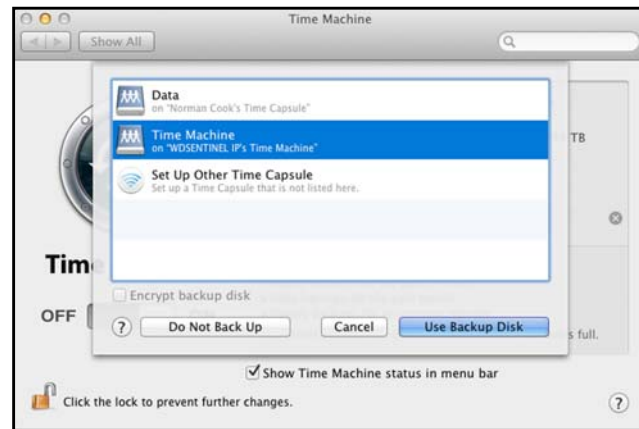 Time Machine
Show All
Data
on "Norman Cook's Time Capsule"
Time Machine
on "WDSENTINEL IP's Time Machine"
TB
Set Up Other Time Capsule
Set up a Time Capsule that is not listed here.
Tim
Encrypt backup disk
OFF
Do Not Back Up
Cancel
Use Backup Disk
s full.
Show Time Machine status in menu bar
Click the lock to prevent further changes.